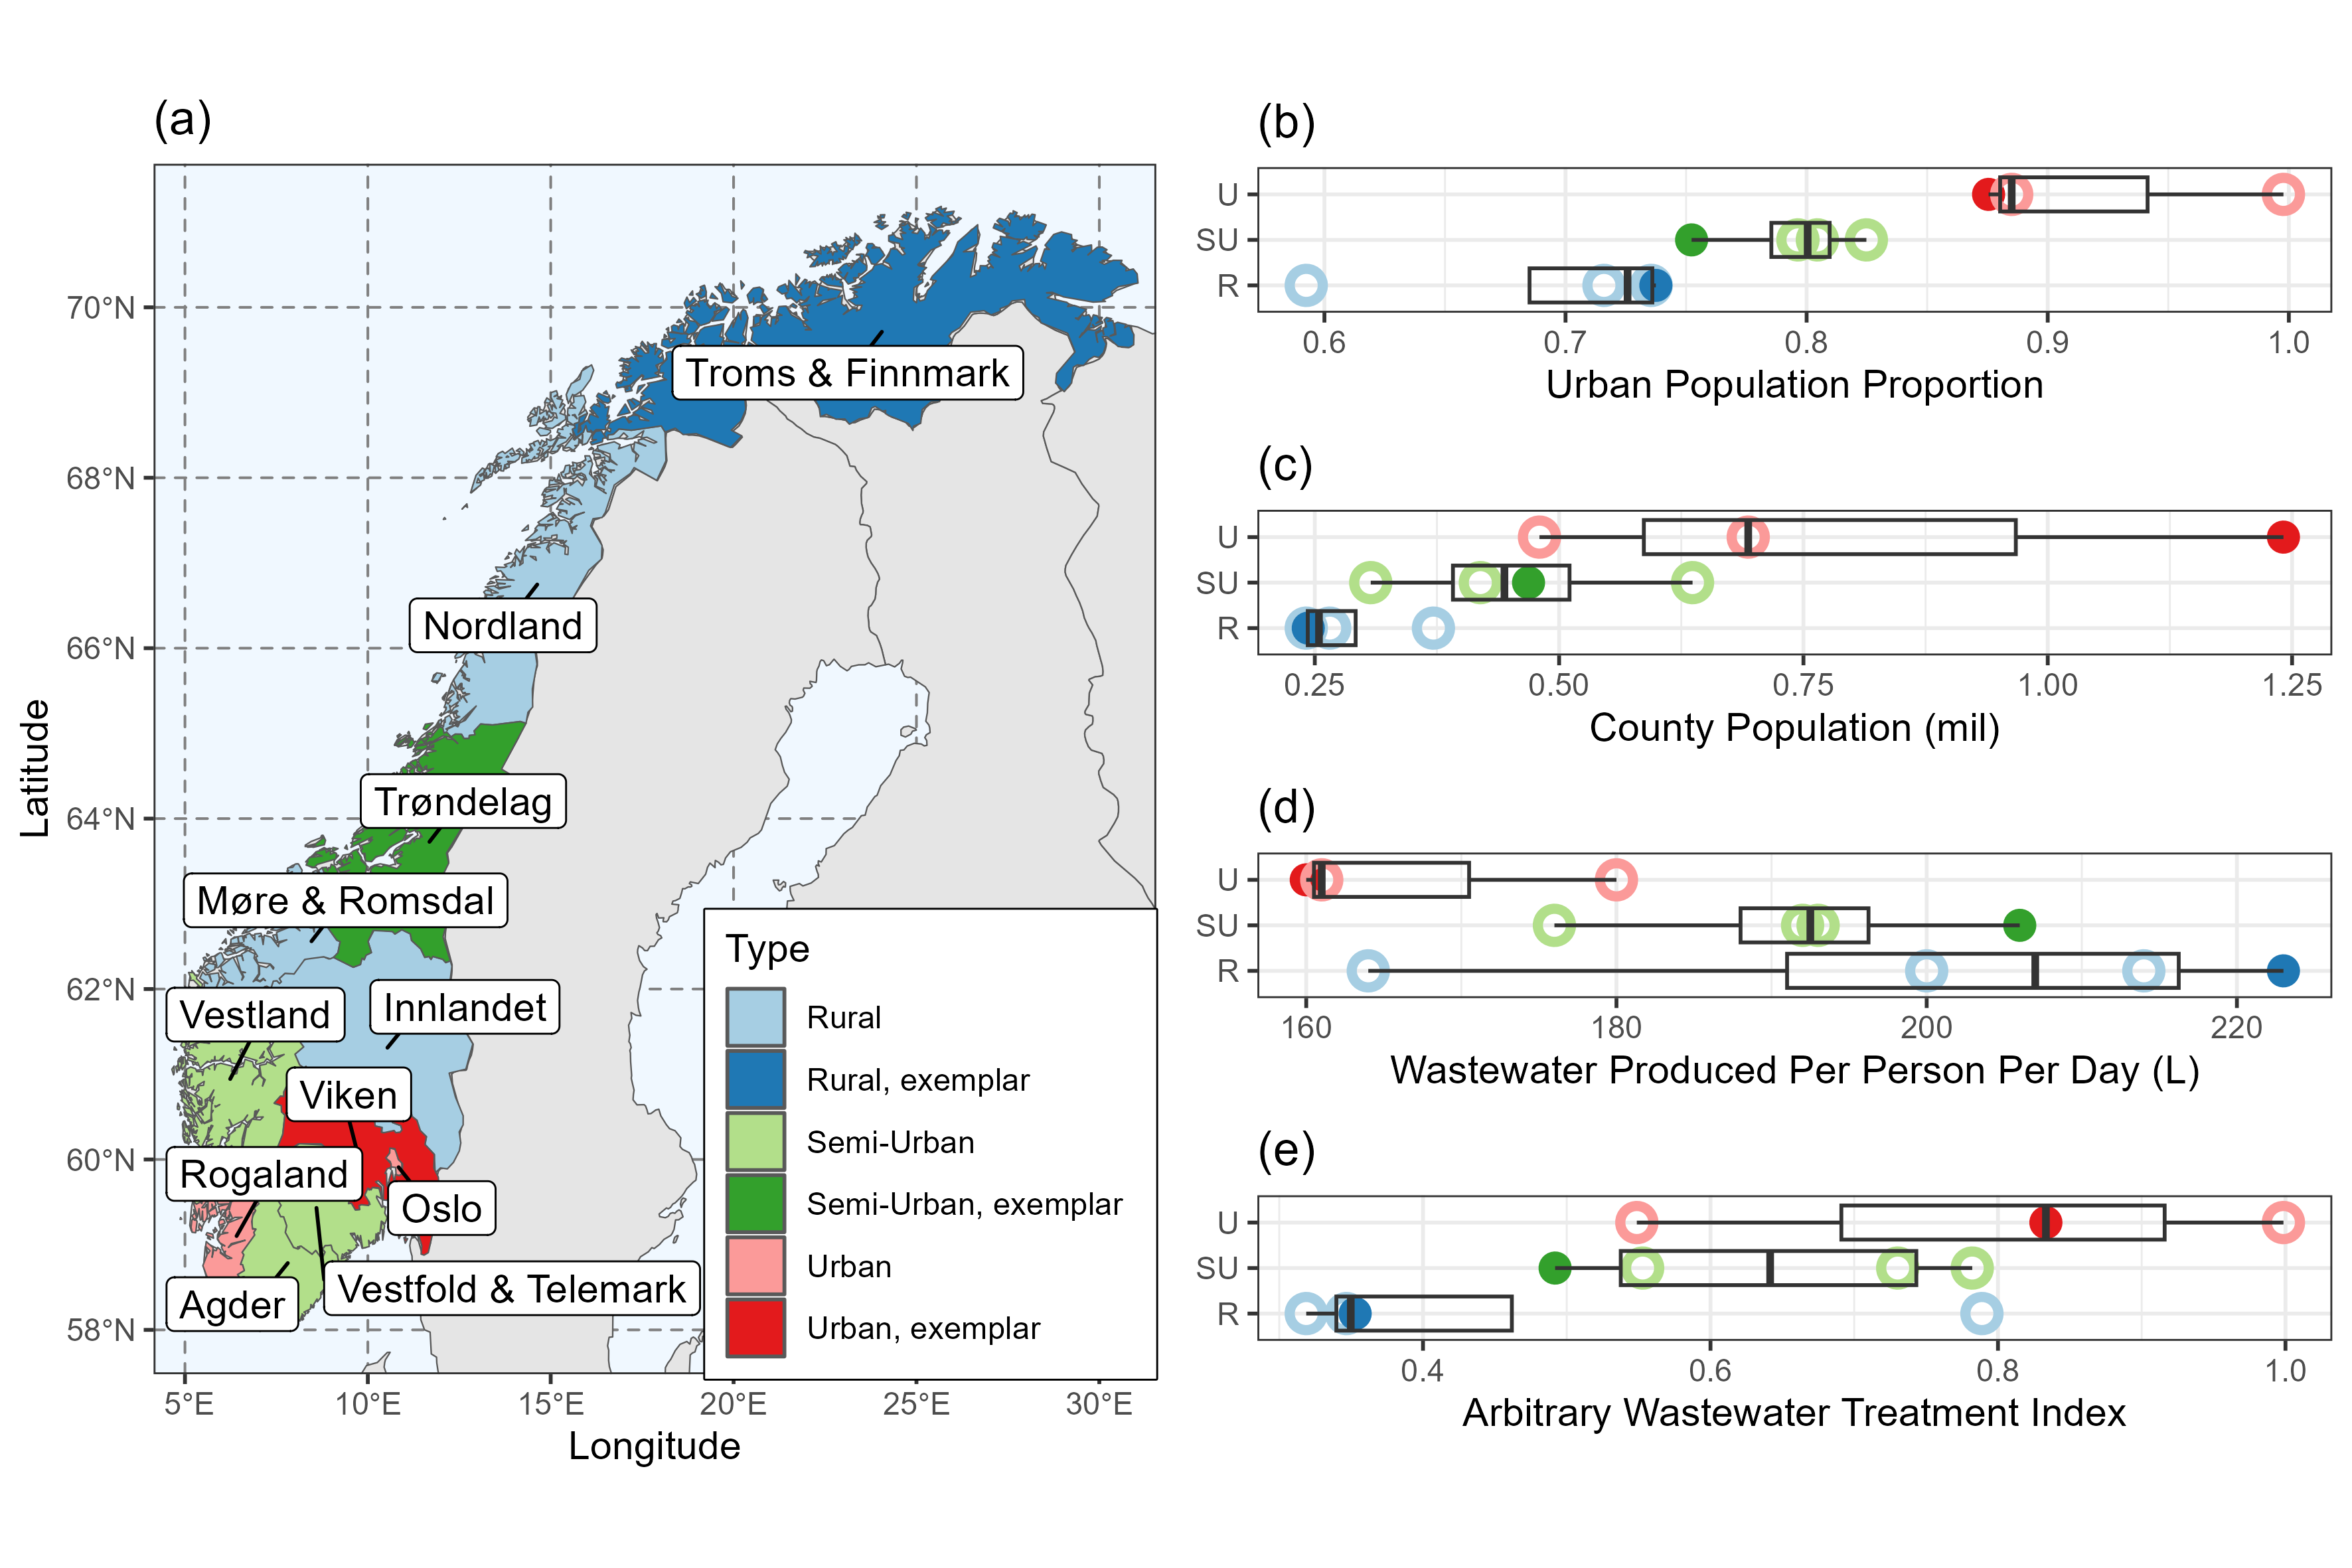 (a)
Latitude
70°N
68°N
66°N
64°N
62°N
60°N
58°N
Troms & Finnmark
Nordland
Trøndelag
Møre & Romsdal
Vestland
Innlandet
Viken
Rogaland
Oslo
Vestfold & Telemark
Agder
Type
Rural
Rural, exemplar
Semi-Urban
Semi-Urban, exemplar
Urban
Urban, exemplar
5°E 10°E 15°E 20°E 25°E 30°E
Longitude
(b)
U
SU
R
0.6 0.7 0.8 0.9 1.0
Urban Population Proportion
(c)
U
SU
R
0.25 0.50 0.75 1.00 1.25
County Population (mil)
(d)
U
SU
R
160 180 200 220
Wastewater Produced Per Person Per Day (L)
(e)
U
SU
R
0.4 0.6 0.8 1.0
Arbitrary Wastewater Treatment Index